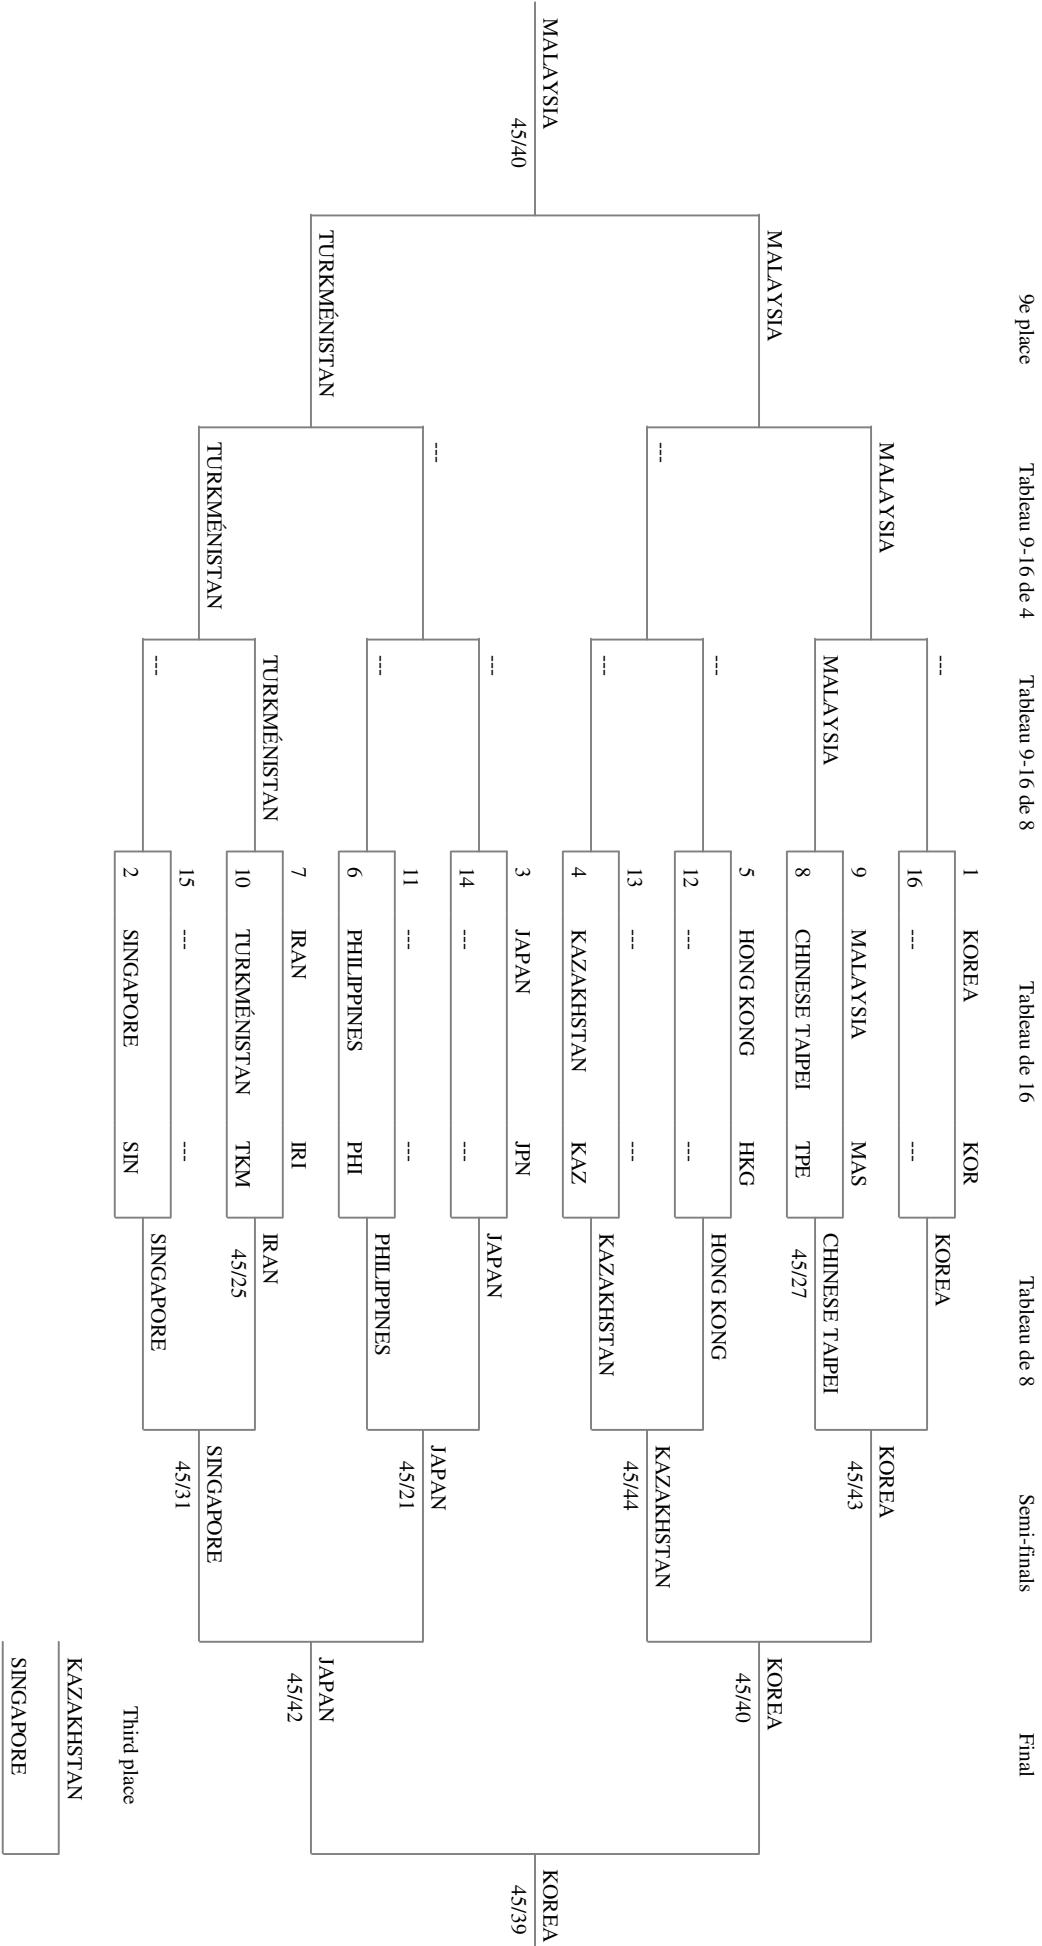 9e place
Tableau 9-16 de 4
Tableau 9-16 de 8
Tableau de 16
Tableau de 8
Semi-finals
Final
1 KOREA KOR
---
KOREA
16 --- ---
MALAYSIA
KOREA
45/43
9 MALAYSIA MAS
MALAYSIA
CHINESE TAIPEI
45/27
8 CHINESE TAIPEI TPE
MALAYSIA
KOREA
45/40
5 HONG KONG HKG
---
HONG KONG
12 --- ---
---
KAZAKHSTAN
45/44
13 --- ---
---
KAZAKHSTAN
4 KAZAKHSTAN KAZ
MALAYSIA
45/40
KOREA
45/39
3 JAPAN JPN
---
JAPAN
14 --- ---
---
JAPAN
45/21
11 --- ---
---
PHILIPPINES
6 PHILIPPINES PHI
TURKMÉNISTAN
JAPAN
45/42
7 IRAN IRI
TURKMÉNISTAN
IRAN
45/25
10 TURKMÉNISTAN TKM
TURKMÉNISTAN
SINGAPORE
45/31
15 --- ---
---
SINGAPORE
2 SINGAPORE SIN
Third place
KAZAKHSTAN
SINGAPORE